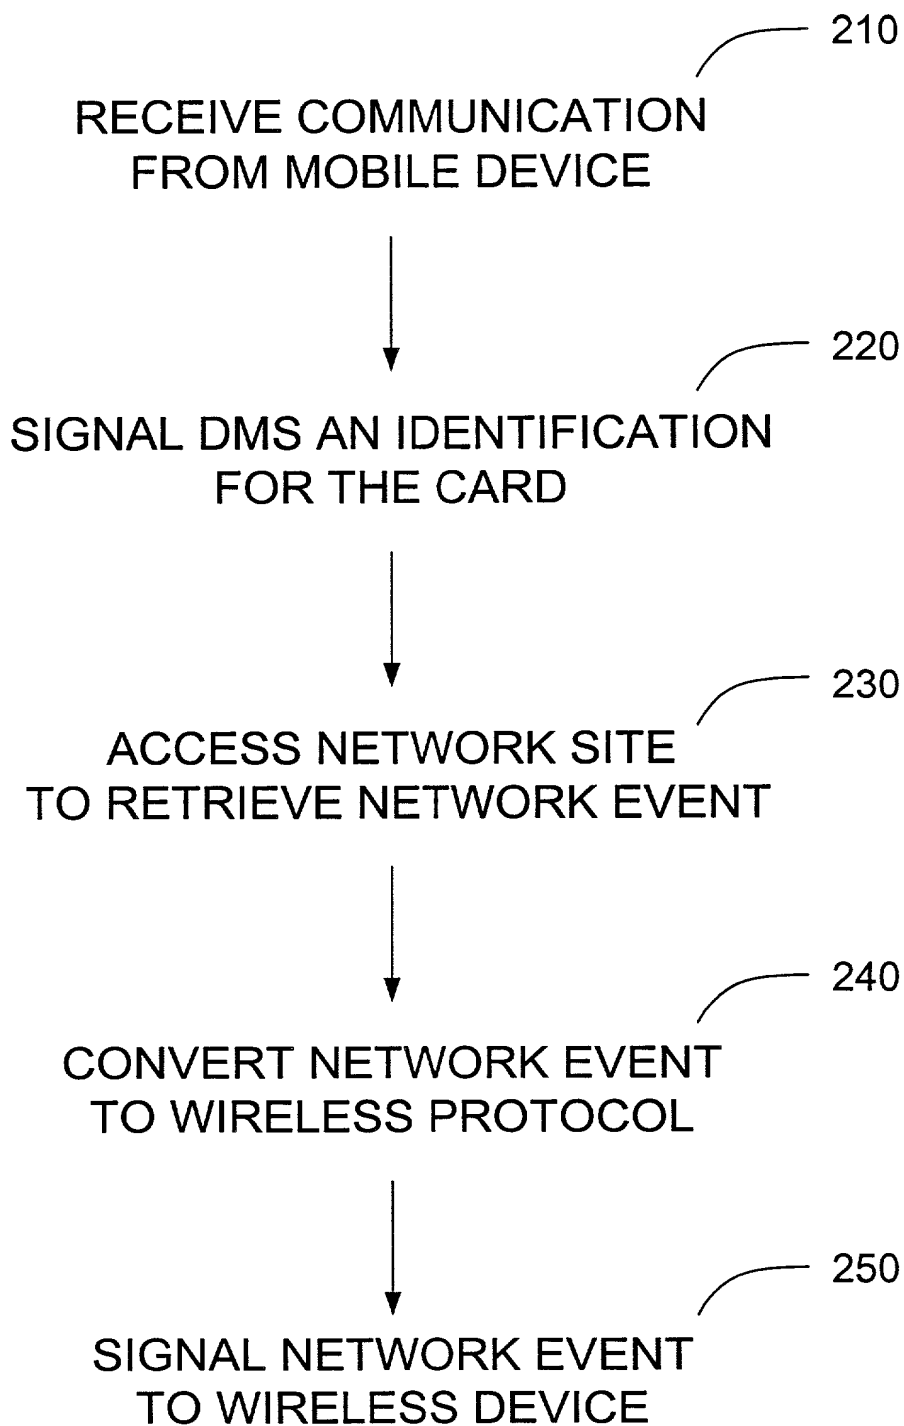 210
RECEIVE COMMUNICATION
FROM MOBILE DEVICE
220
SIGNAL DMS AN IDENTIFICATION
FOR THE CARD
230
ACCESS NETWORK SITE
TO RETRIEVE NETWORK EVENT
240
CONVERT NETWORK EVENT
TO WIRELESS PROTOCOL
250
SIGNAL NETWORK EVENT
TO WIRELESS DEVICE